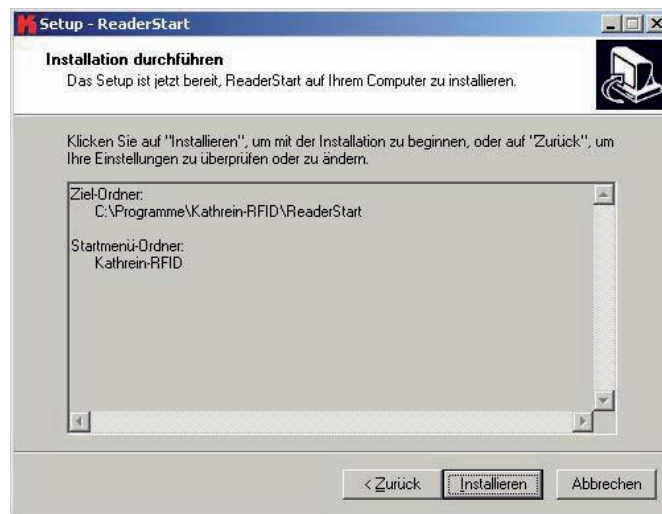 Setup - ReaderStart
Installation durchführen
Das Setup ist jetzt bereit, ReaderStart auf Ihrem Computer zu installieren.
Klicken Sie auf "Installieren", um mit der Installation zu beginnen, oder auf "Zurück", um
Ihre Einstellungen zu überprüfen oder zu ändern.
Ziel-Ordner:
C:\Programme\Kathrein-RFID\ReaderStart
Startmenü-Ordner:
Kathrein-RFID
< Zurück Installieren Abbrechen